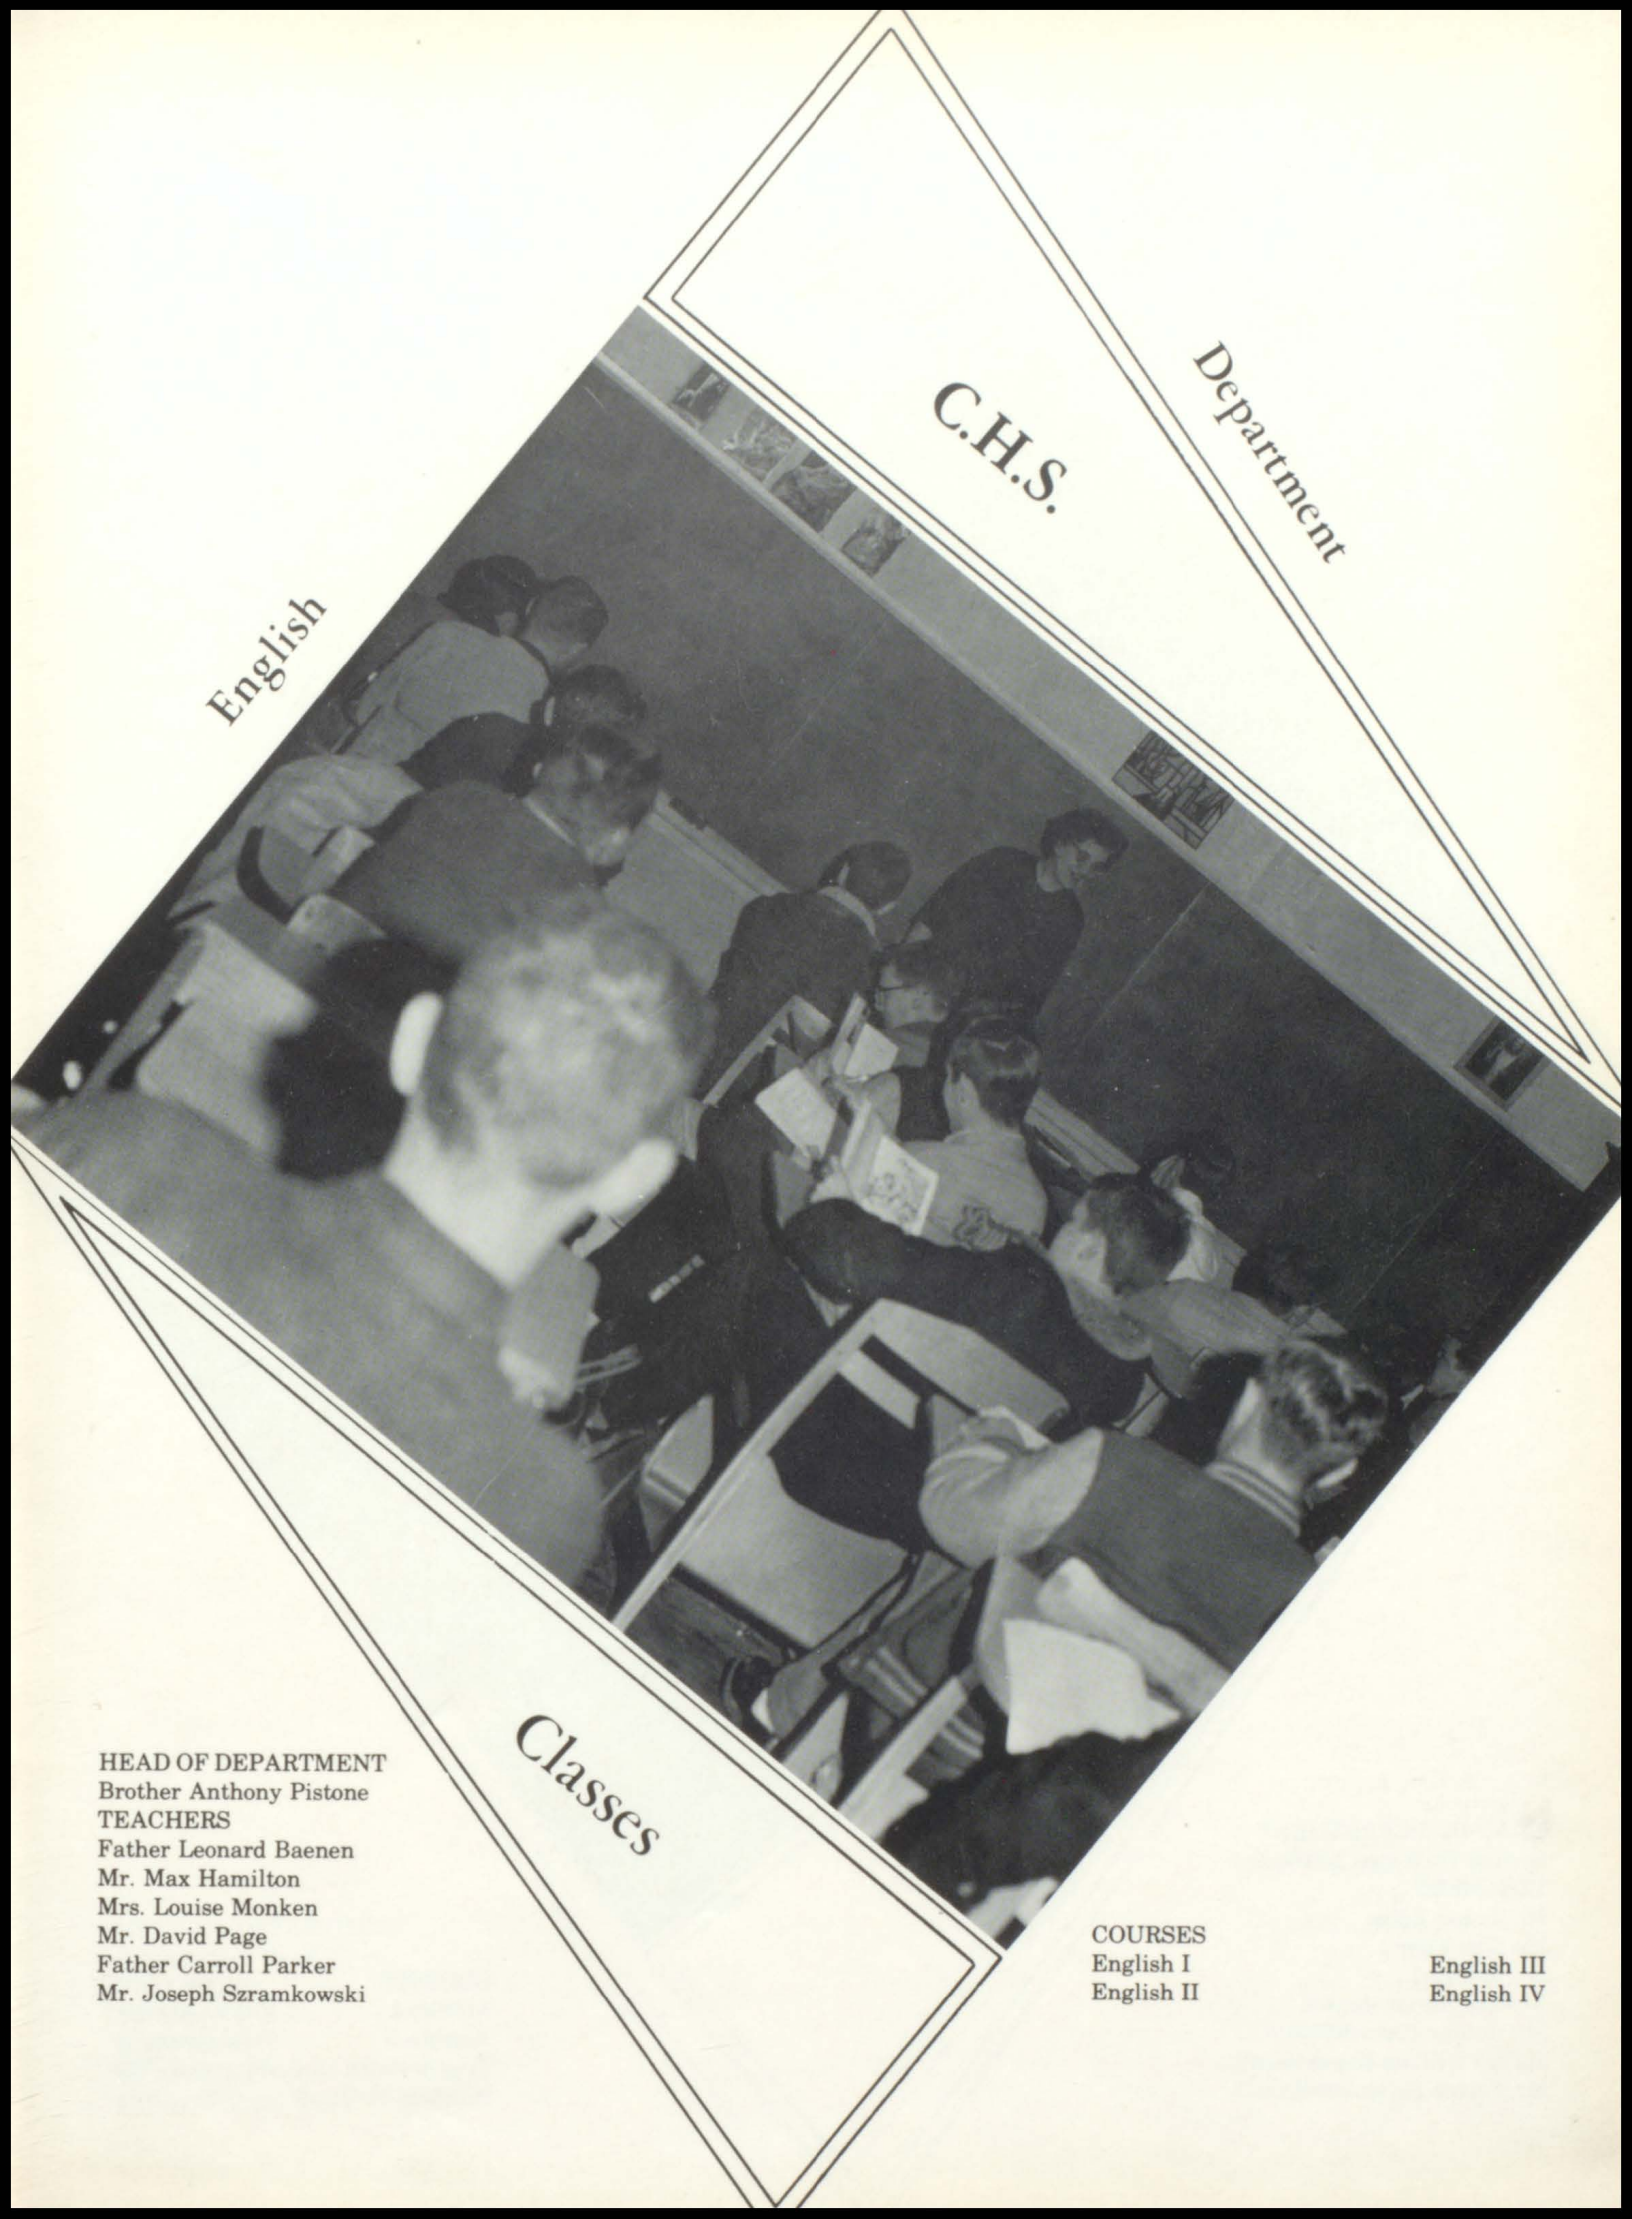 C.H.S.
Department
English
Classes
HEAD OF DEPARTMENT
Brother Anthony Pistone
TEACHERS
Father Leonard Baenen
Mr. Max Hamilton
Mrs. Louise Monken
Mr. David Page
Father Carroll Parker
Mr. Joseph Szramkowski
COURSES
English I
English II
English III
English IV